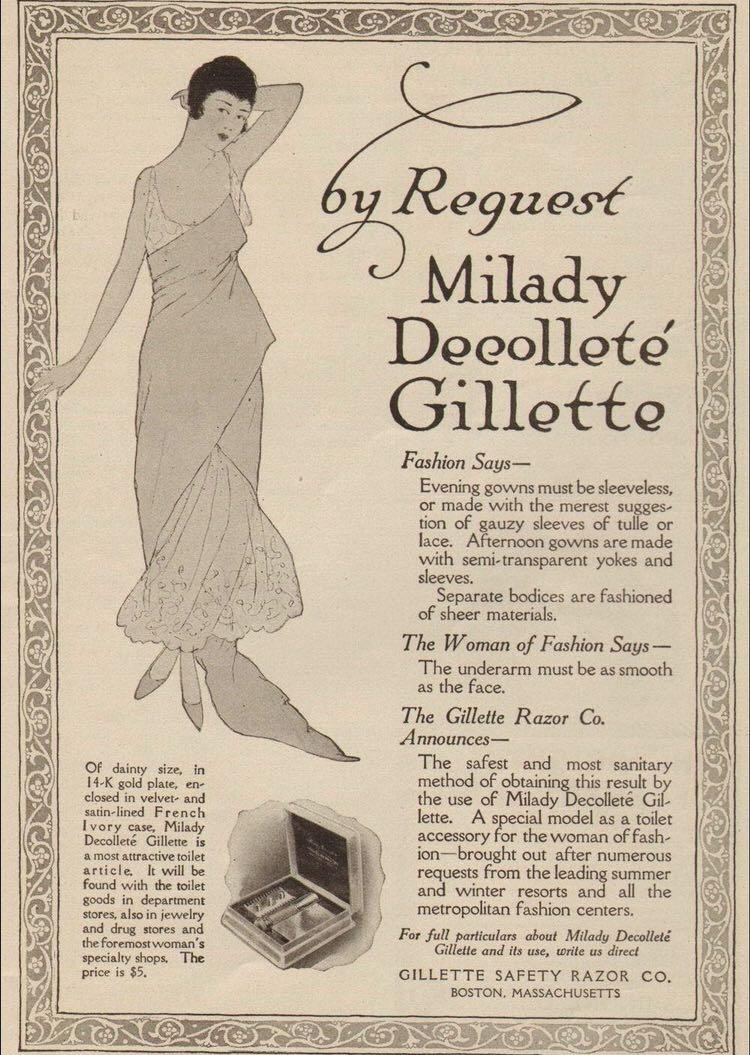 by Request
Milady
Decolleté
Gillette
Fashion Says—
Evening gowns must be sleeveless,
or made with the merest sugges-
tion of gauzy sleeves of tulle or
lace. Afternoon gowns are made
with semi-transparent yokes and
sleeves.
Separate bodices are fashioned
of sheer materials.
The Woman of Fashion Says—
The underarm must be as smooth
as the face.
The Gillette Razor Co.
Announces—
The safest and most sanitary
method of obtaining this result by
the use of Milady Decolleté Gil-
lette. A special model as a toilet
accessory for the woman of fash-
ion—brought out after numerous
requests from the leading summer
and winter resorts and all the
metropolitan fashion centers.
For full particulars about Milady Decolleté
Gillette and its use, write us direct
GILLETTE SAFETY RAZOR CO.
BOSTON, MASSACHUSETTS
Of dainty size, in
14-K gold plate, en-
closed in velvet- and
satin-lined French
Ivory case, Milady
Decolleté Gillette is
a most attractive toilet
article. It will be
found with the toilet
goods in department
stores, also in jewelry
and drug stores and
the foremost woman's
specialty shops. The
price is $5.